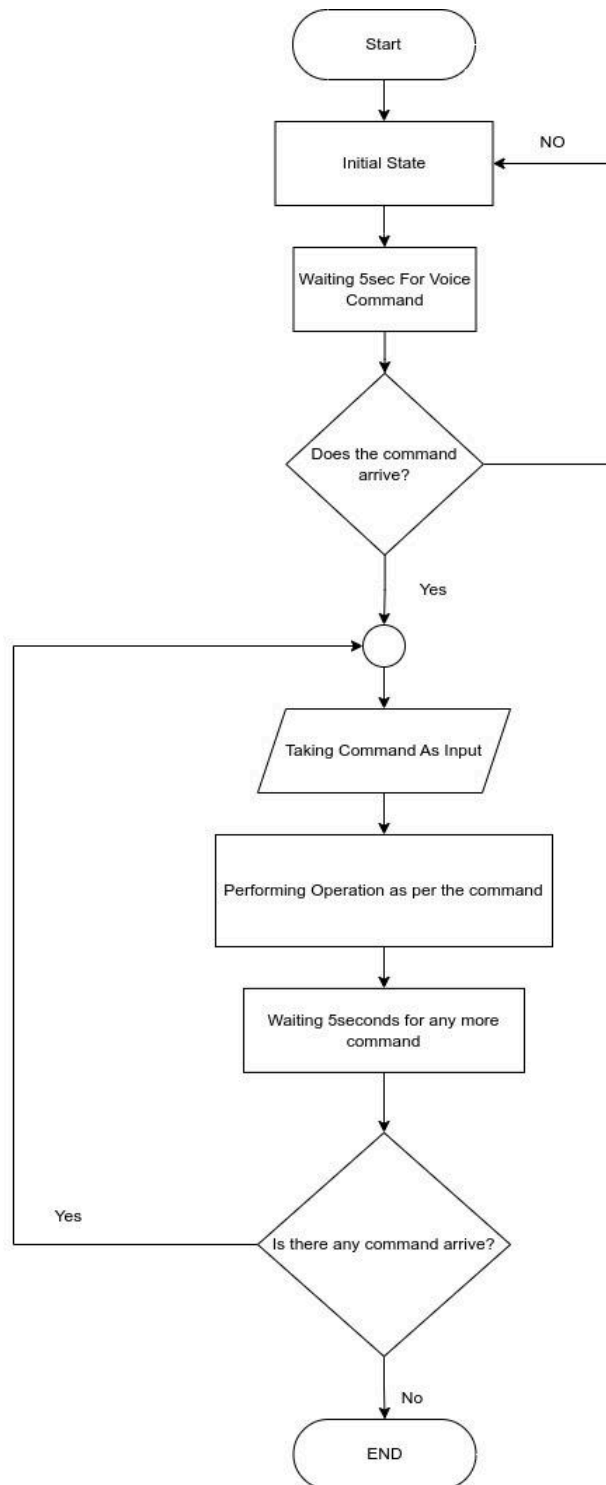 Start
NO
Initial State
Waiting 5sec For Voice
Command
Does the command
arrive?
Yes
Taking Command As Input
Performing Operation as per the command
Waiting 5seconds for any more
command
Yes
Is there any command arrive?
No
END